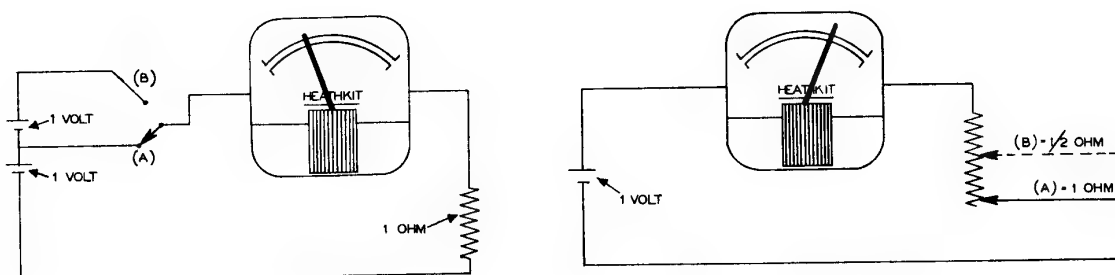 (B)
HEATHKIT
1 VOLT
(A)
1 VOLT
1 OHM
HEATHKIT
(B) = 1/2 OHM
(A) = 1 OHM
1 VOLT